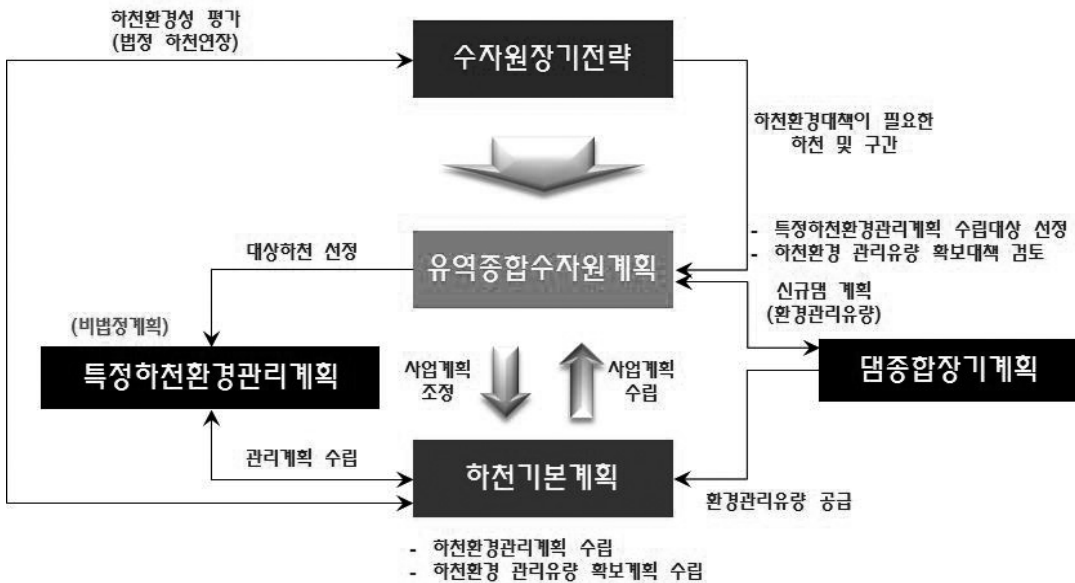 하천환경성 평가
(법정 하천연장)
수자원장기전략
하천환경대책이 필요한
하천 및 구간
- 특정하천환경관리계획 수립대상 선정
- 하천환경 관리유량 확보대책 검토
대상하천 선정
유역종합수자원계획
신규댐 계획
(환경관리유량)
(비법정계획)
특정하천환경관리계획
사업계획
조정
사업계획
수립
댐종합장기계획
관리계획 수립
하천기본계획
환경관리유량 공급
- 하천환경관리계획 수립
- 하천환경 관리유량 확보계획 수립